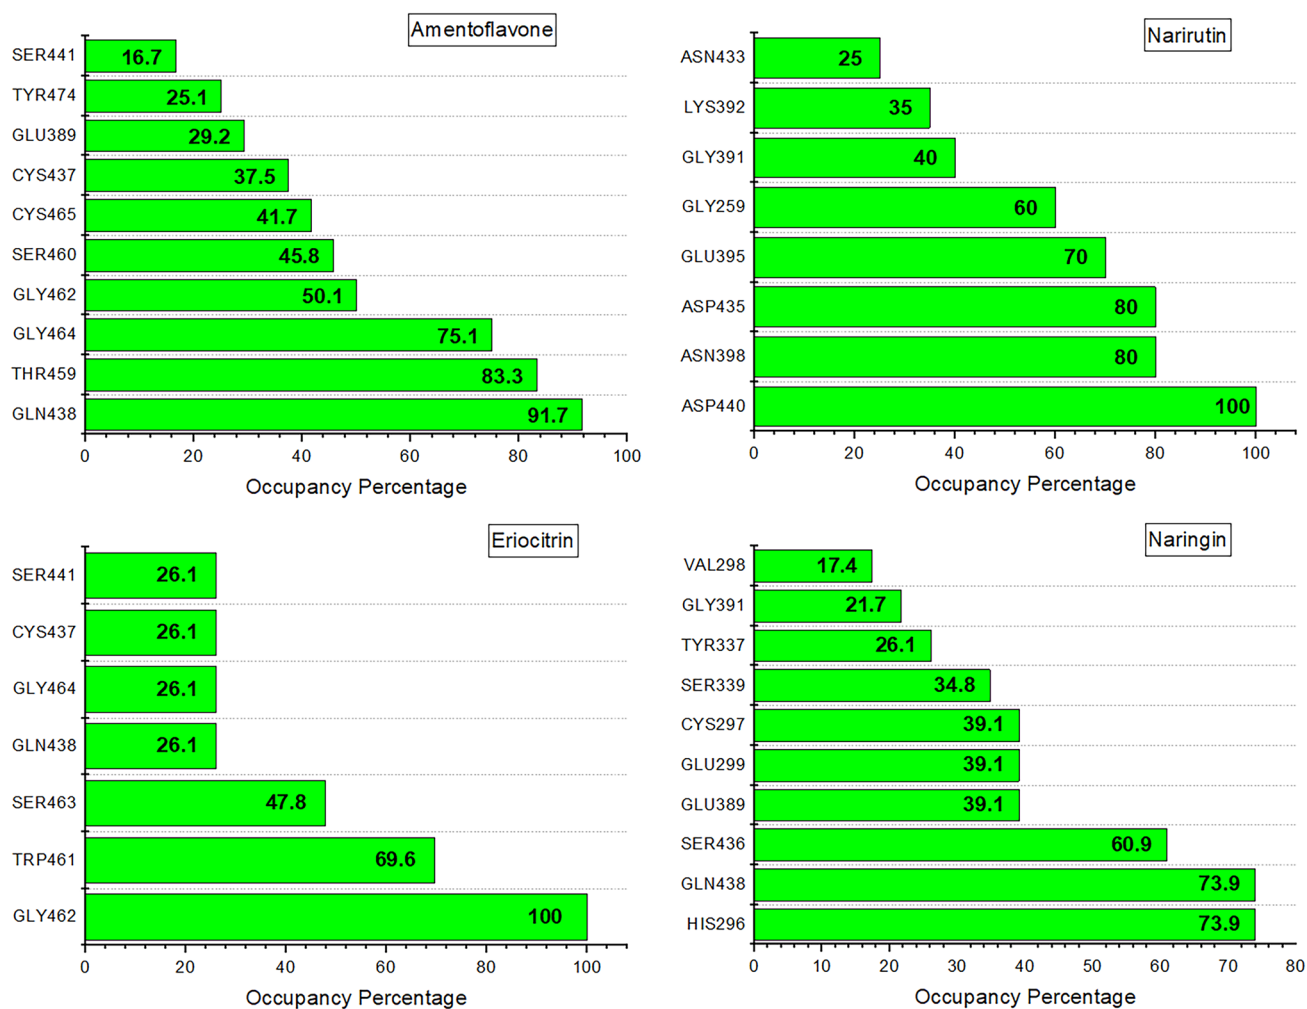 Amentoflavone
SER441 16.7
TYR474 25.1
GLU389 29.2
CYS437 37.5
CYS465 41.7
SER460 45.8
GLY462 50.1
GLY464 75.1
THR459 83.3
GLN438 91.7
0 20 40 60 80 100
Occupancy Percentage
Narirutin
ASN433 25
LYS392 35
GLY391 40
GLY259 60
GLU395 70
ASP435 80
ASN398 80
ASP440 100
0 20 40 60 80 100
Occupancy Percentage
Eriocitrin
SER441 26.1
CYS437 26.1
GLY464 26.1
GLN438 26.1
SER463 47.8
TRP461 69.6
GLY462 100
0 20 40 60 80 100
Occupancy Percentage
Naringin
VAL298 17.4
GLY391 21.7
TYR337 26.1
SER339 34.8
CYS297 39.1
GLU299 39.1
GLU389 39.1
SER436 60.9
GLN438 73.9
HIS296 73.9
0 10 20 30 40 50 60 70 80
Occupancy Percentage